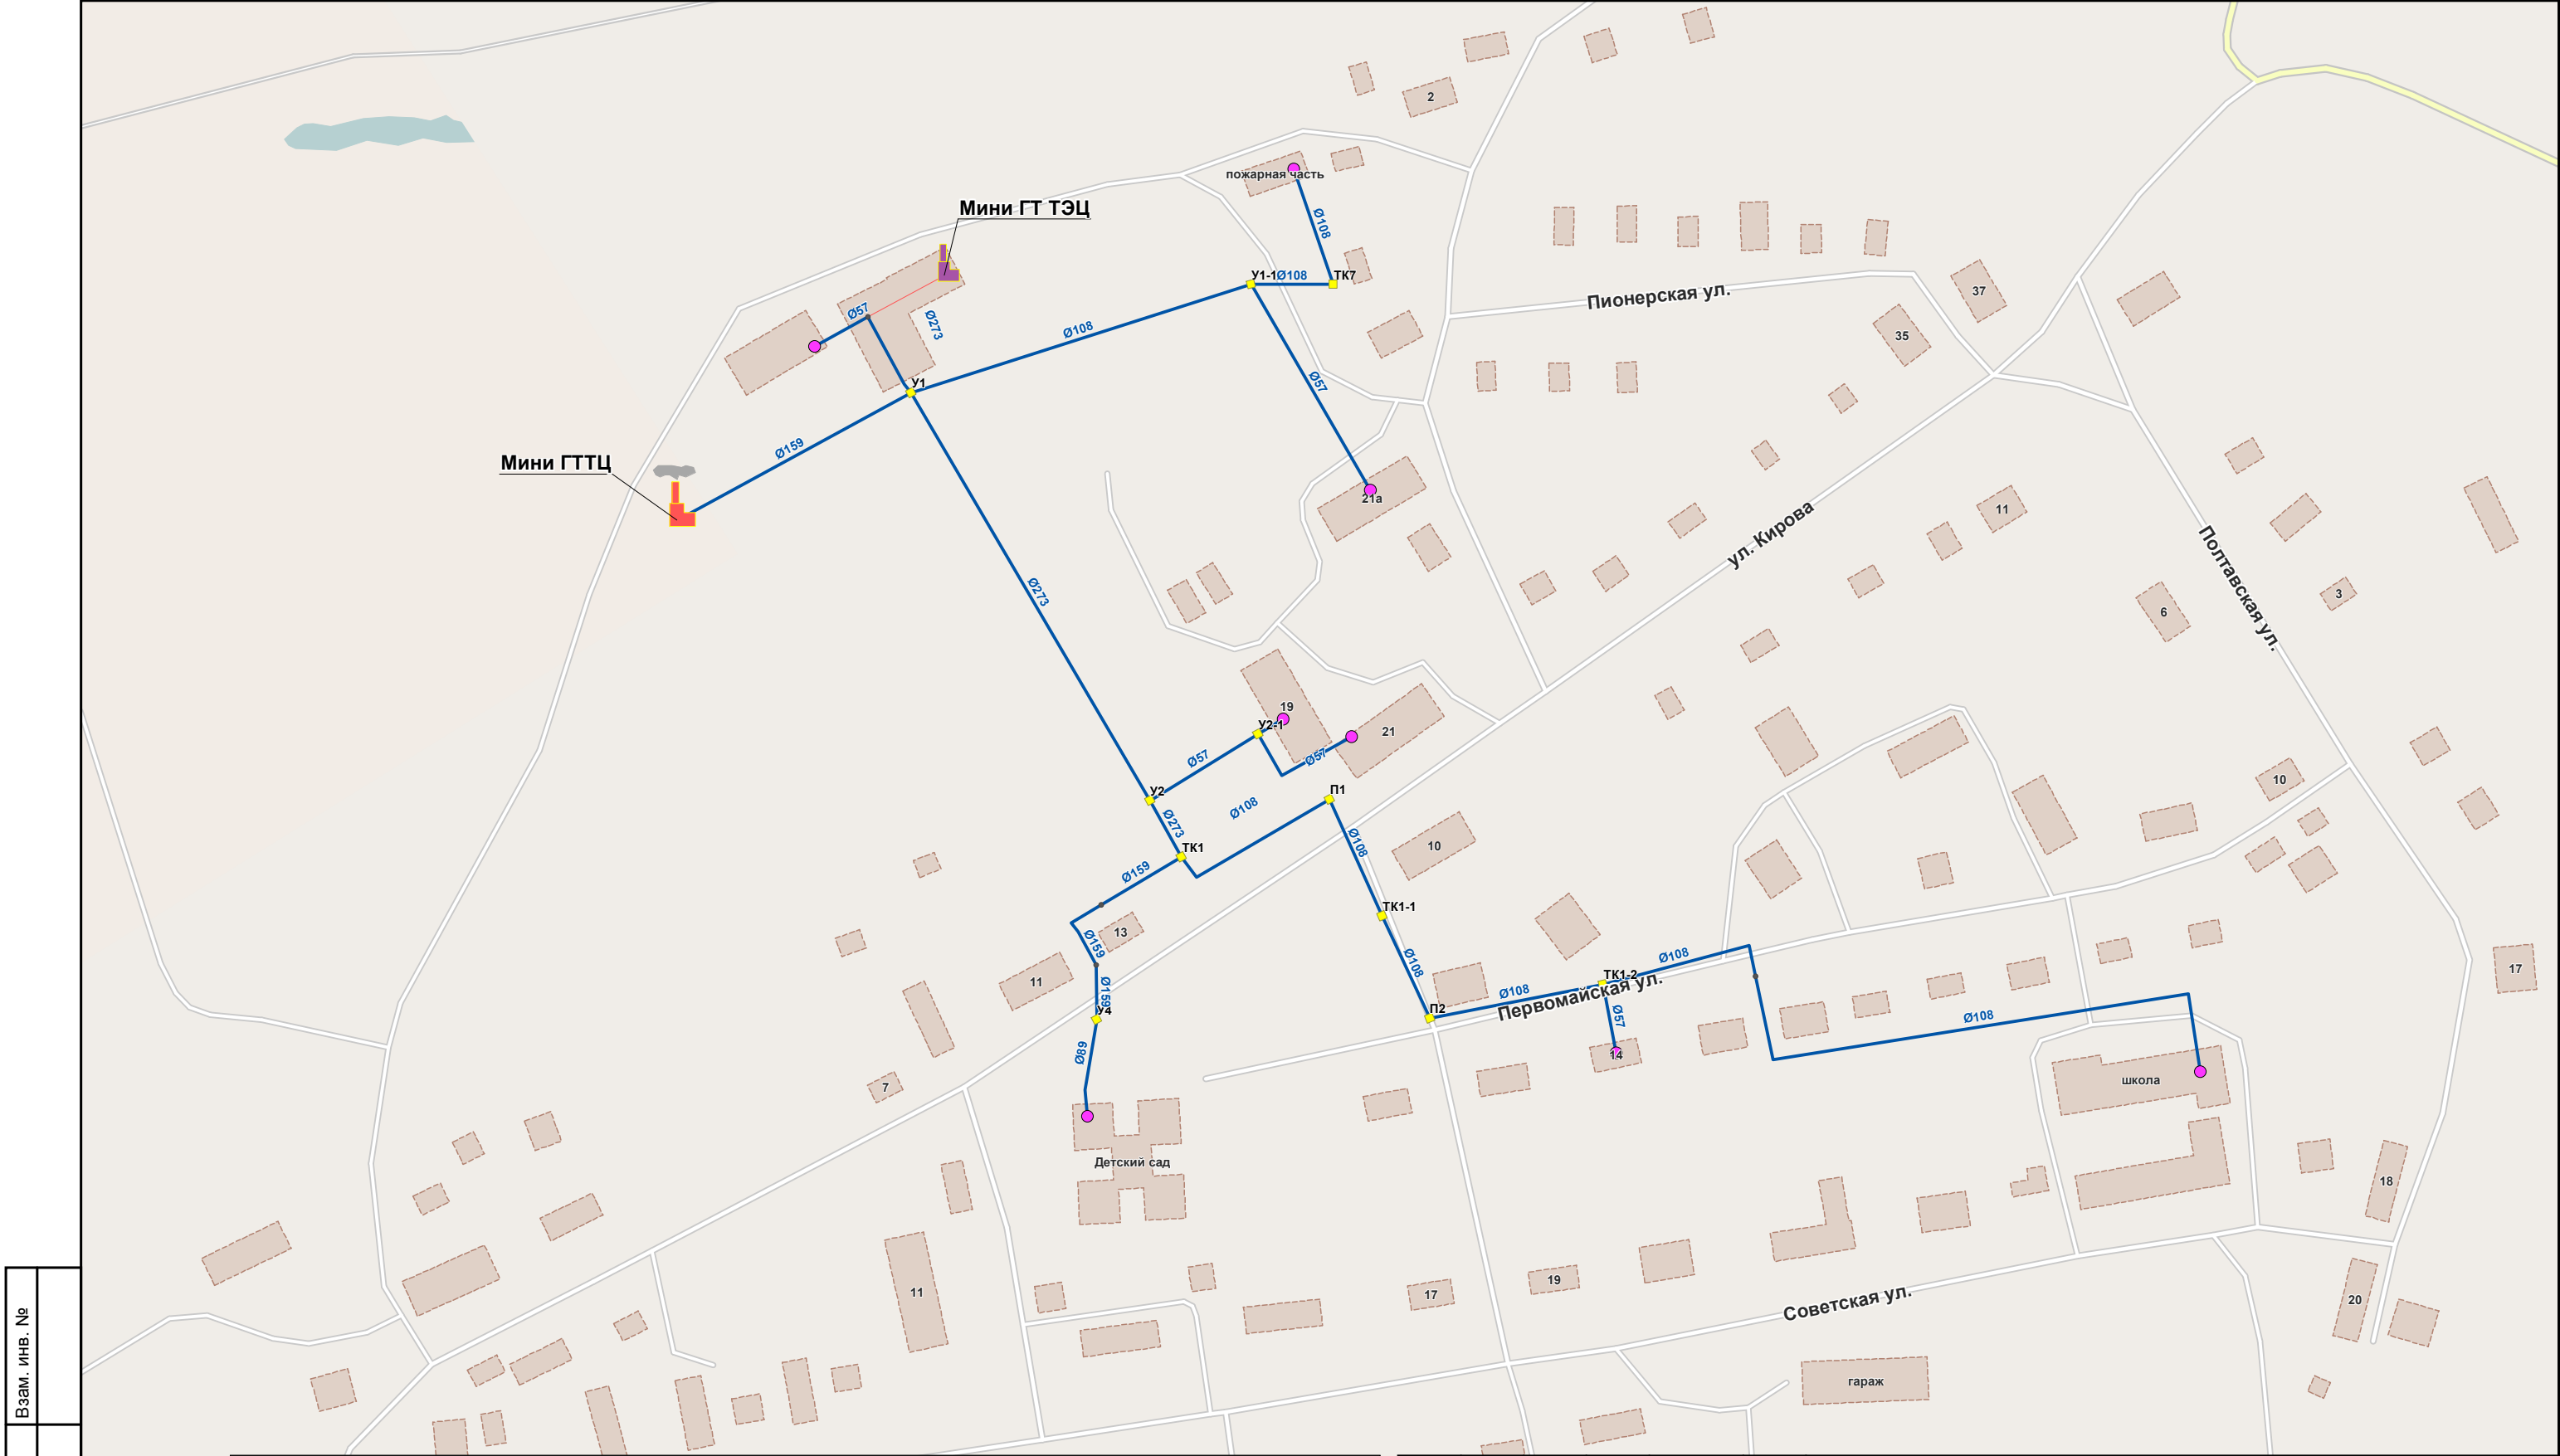 2
пожарная часть
Мини ГТ ТЭЦ
Ø108
У1-1
Ø108
ТК7
37
Пионерская ул.
Ø57
Ø273
Ø108
35
У1
Ø57
Ø159
Мини ГТТЦ
21а
11
ул. Кирова
Полтавская ул.
Ø273
3
6
19
У2-1
21
Ø57
Ø57
10
У2
П1
Ø108
Ø273
Ø108
10
ТК1
Ø159
ТК1-1
13
Ø159
Ø108
Ø108
17
ТК1-2
11
Ø159
Ø108
Первомайская ул.
У4
П2
Ø57
Ø108
Ø89
14
школа
7
Детский сад
18
19
11
17
Советская ул.
20
гараж
Взам. инв. №